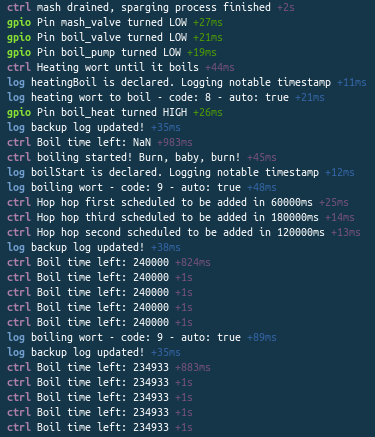 ctrl mash drained, sparging process finished +2s
gpio Pin mash_valve turned LOW +27ms
gpio Pin boil_valve turned LOW +21ms
gpio Pin boil_pump turned LOW +19ms
ctrl Heating wort until it boils +44ms
log heatingBoil is declared. Logging notable timestamp +11ms
log heating wort to boil - code: 8 - auto: true +21ms
gpio Pin boil_heat turned HIGH +26ms
log backup log updated! +35ms
ctrl Boil time left: NaN +983ms
ctrl boiling started! Burn, baby, burn! +45ms
log boilStart is declared. Logging notable timestamp +12ms
log boiling wort - code: 9 - auto: true +48ms
ctrl Hop hop first scheduled to be added in 60000ms +25ms
ctrl Hop hop third scheduled to be added in 180000ms +14ms
ctrl Hop hop second scheduled to be added in 120000ms +13ms
log backup log updated! +38ms
ctrl Boil time left: 240000 +824ms
ctrl Boil time left: 240000 +1s
ctrl Boil time left: 240000 +1s
ctrl Boil time left: 240000 +1s
ctrl Boil time left: 240000 +1s
log boiling wort - code: 9 - auto: true +89ms
log backup log updated! +35ms
ctrl Boil time left: 234933 +883ms
ctrl Boil time left: 234933 +1s
ctrl Boil time left: 234933 +1s
ctrl Boil time left: 234933 +1s
ctrl Boil time left: 234933 +1s